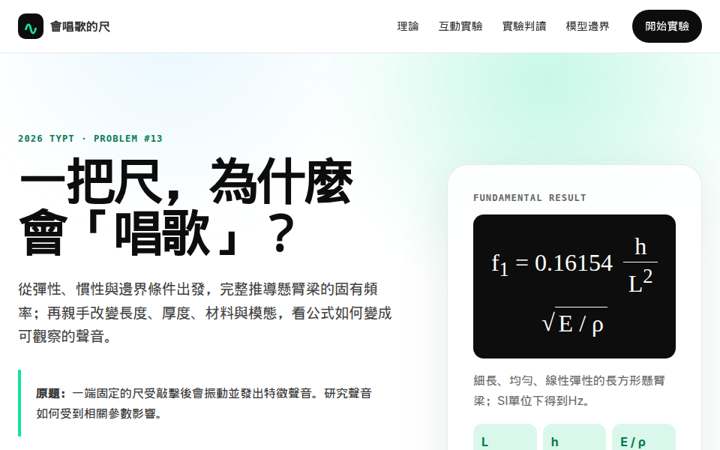 會唱歌的尺
理論 互動實驗 實驗判讀 模型邊界 開始實驗
2026 TYPT · PROBLEM #13
一把尺，為什麼
會「唱歌」？
從彈性、慣性與邊界條件出發，完整推導懸臂梁的固有頻
率；再親手改變長度、厚度、材料與模態，看公式如何變成
可觀察的聲音。
原題：一端固定的尺受敲擊後會振動並發出特徵聲音。研究聲音
如何受到相關參數影響。
FUNDAMENTAL RESULT
f₁ = 0.16154 h / L²
√E / ρ
細長、均勻、線性彈性的長方形懸臂
梁；SI單位下得到Hz。
L h E / ρ